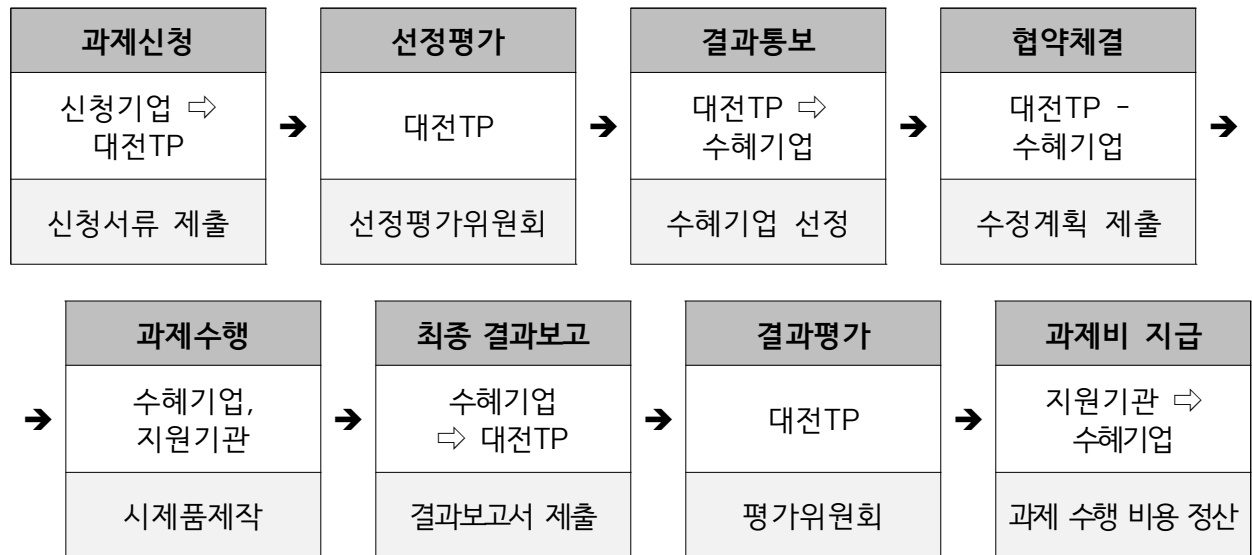 과제신청
신청기업 ⇨
대전TP
신청서류 제출
➔
선정평가
대전TP
선정평가위원회
➔
결과통보
대전TP ⇨
수혜기업
수혜기업 선정
➔
협약체결
대전TP -
수혜기업
수정계획 제출
➔
➔
과제수행
수혜기업,
지원기관
시제품제작
➔
최종 결과보고
수혜기업
⇨ 대전TP
결과보고서 제출
➔
결과평가
대전TP
평가위원회
➔
과제비 지급
지원기관 ⇨
수혜기업
과제 수행 비용 정산